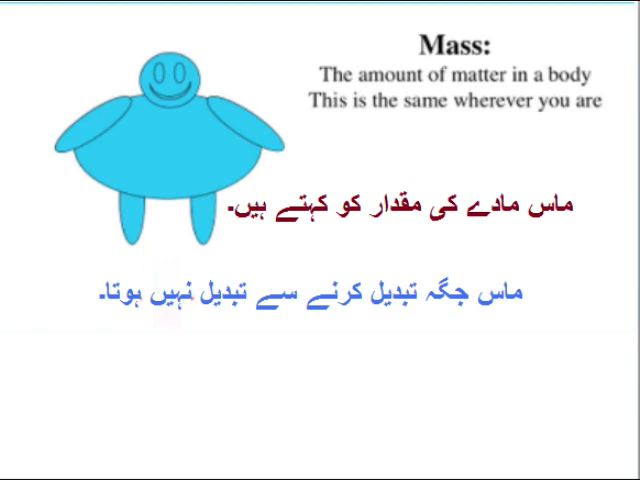 Mass:
The amount of matter in a body
This is the same wherever you are
ماس مادے کی مقدار کو کہتے ہیں۔
ماس جگہ تبدیل کرنے سے تبدیل نہیں ہوتا۔